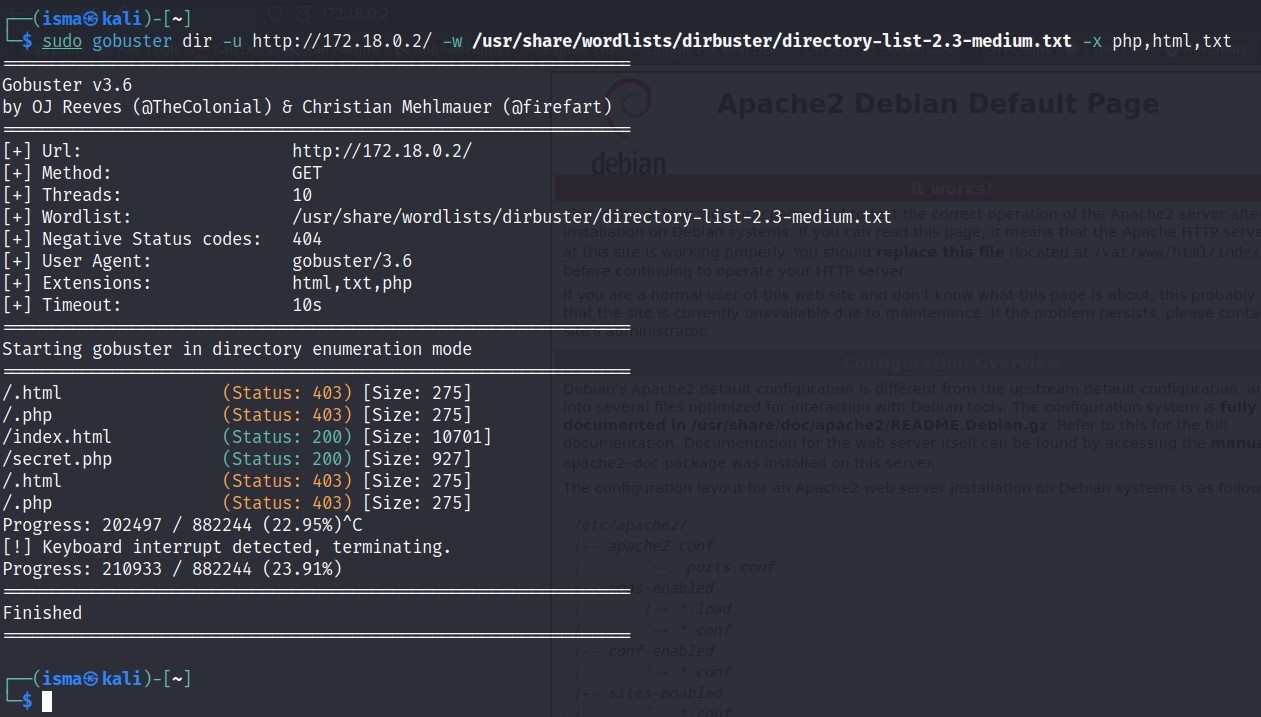 172.18.0.2
┌──(isma㉿kali)-[~]
└─$ sudo gobuster dir -u http://172.18.0.2/ -w /usr/share/wordlists/dirbuster/directory-list-2.3-medium.txt -x php,html,txt
===============================================================
Gobuster v3.6
by OJ Reeves (@TheColonial) & Christian Mehlmauer (@firefart)
===============================================================
[+] Url:                     http://172.18.0.2/
[+] Method:                  GET
[+] Threads:                 10
[+] Wordlist:                /usr/share/wordlists/dirbuster/directory-list-2.3-medium.txt
[+] Negative Status codes:   404
[+] User Agent:              gobuster/3.6
[+] Extensions:              html,txt,php
[+] Timeout:                 10s
===============================================================
Starting gobuster in directory enumeration mode
===============================================================
/.html                (Status: 403) [Size: 275]
/.php                 (Status: 403) [Size: 275]
/index.html           (Status: 200) [Size: 10701]
/secret.php           (Status: 200) [Size: 927]
/.html                (Status: 403) [Size: 275]
/.php                 (Status: 403) [Size: 275]
Progress: 202497 / 882244 (22.95%)^C
[!] Keyboard interrupt detected, terminating.
Progress: 210933 / 882244 (23.91%)
===============================================================
Finished
===============================================================
┌──(isma㉿kali)-[~]
└─$
Apache2 Debian Default Page
debian
It works!
the correct operation of the Apache2 server after
installation on Debian systems. If you can read this page, it means that the Apache HTTP
at this site is working properly. You should replace this file (located at /var/www/html/index
before continuing to operate your HTTP server.
If you are a normal user of this web site and don't know what this page is about, this probably
that the site is currently unavailable due to maintenance. If the problem persists, please
site's administrator.
Configuration Overview
Debian's Apache2 default configuration is different from the upstream default configuration,
into several files optimized for interaction with Debian tools. The configuration system is fully
documented in /usr/share/doc/apache2/README.Debian.gz. Refer to this for the full
documentation. Documentation for the web server itself can be found by accessing the
apache2-doc package was installed on this server.
The configuration layout for an Apache2 web server installation on Debian systems is as
/etc/apache2/
|-- apache2.conf
|       `--  ports.conf
|-- mods-enabled
|       |-- *.load
|       `-- *.conf
|-- conf-enabled
|       `-- *.conf
|-- sites-enabled
|       `-- *.conf